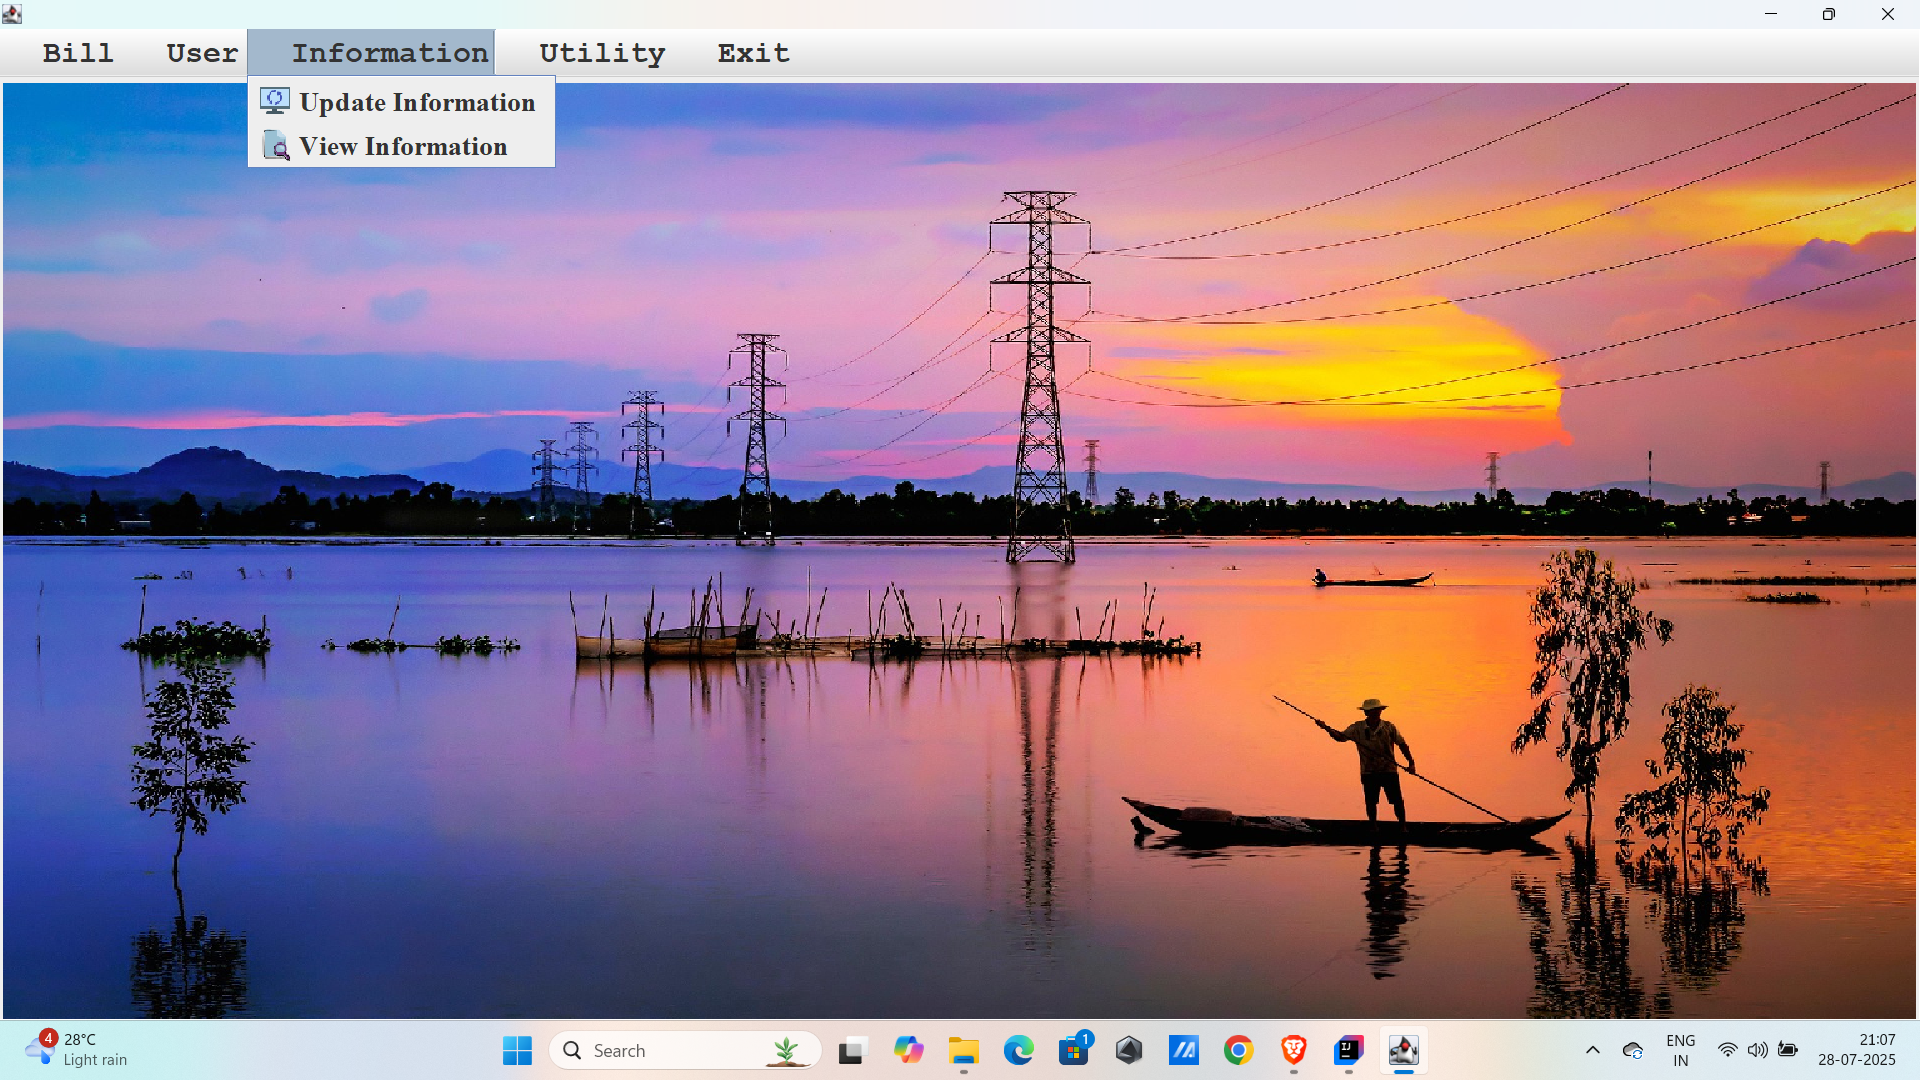 Bill User Information Utility Exit
Update Information
View Information
4
28°C
Light rain
Search
1
IJ
ENG
IN
21:07
28-07-2025